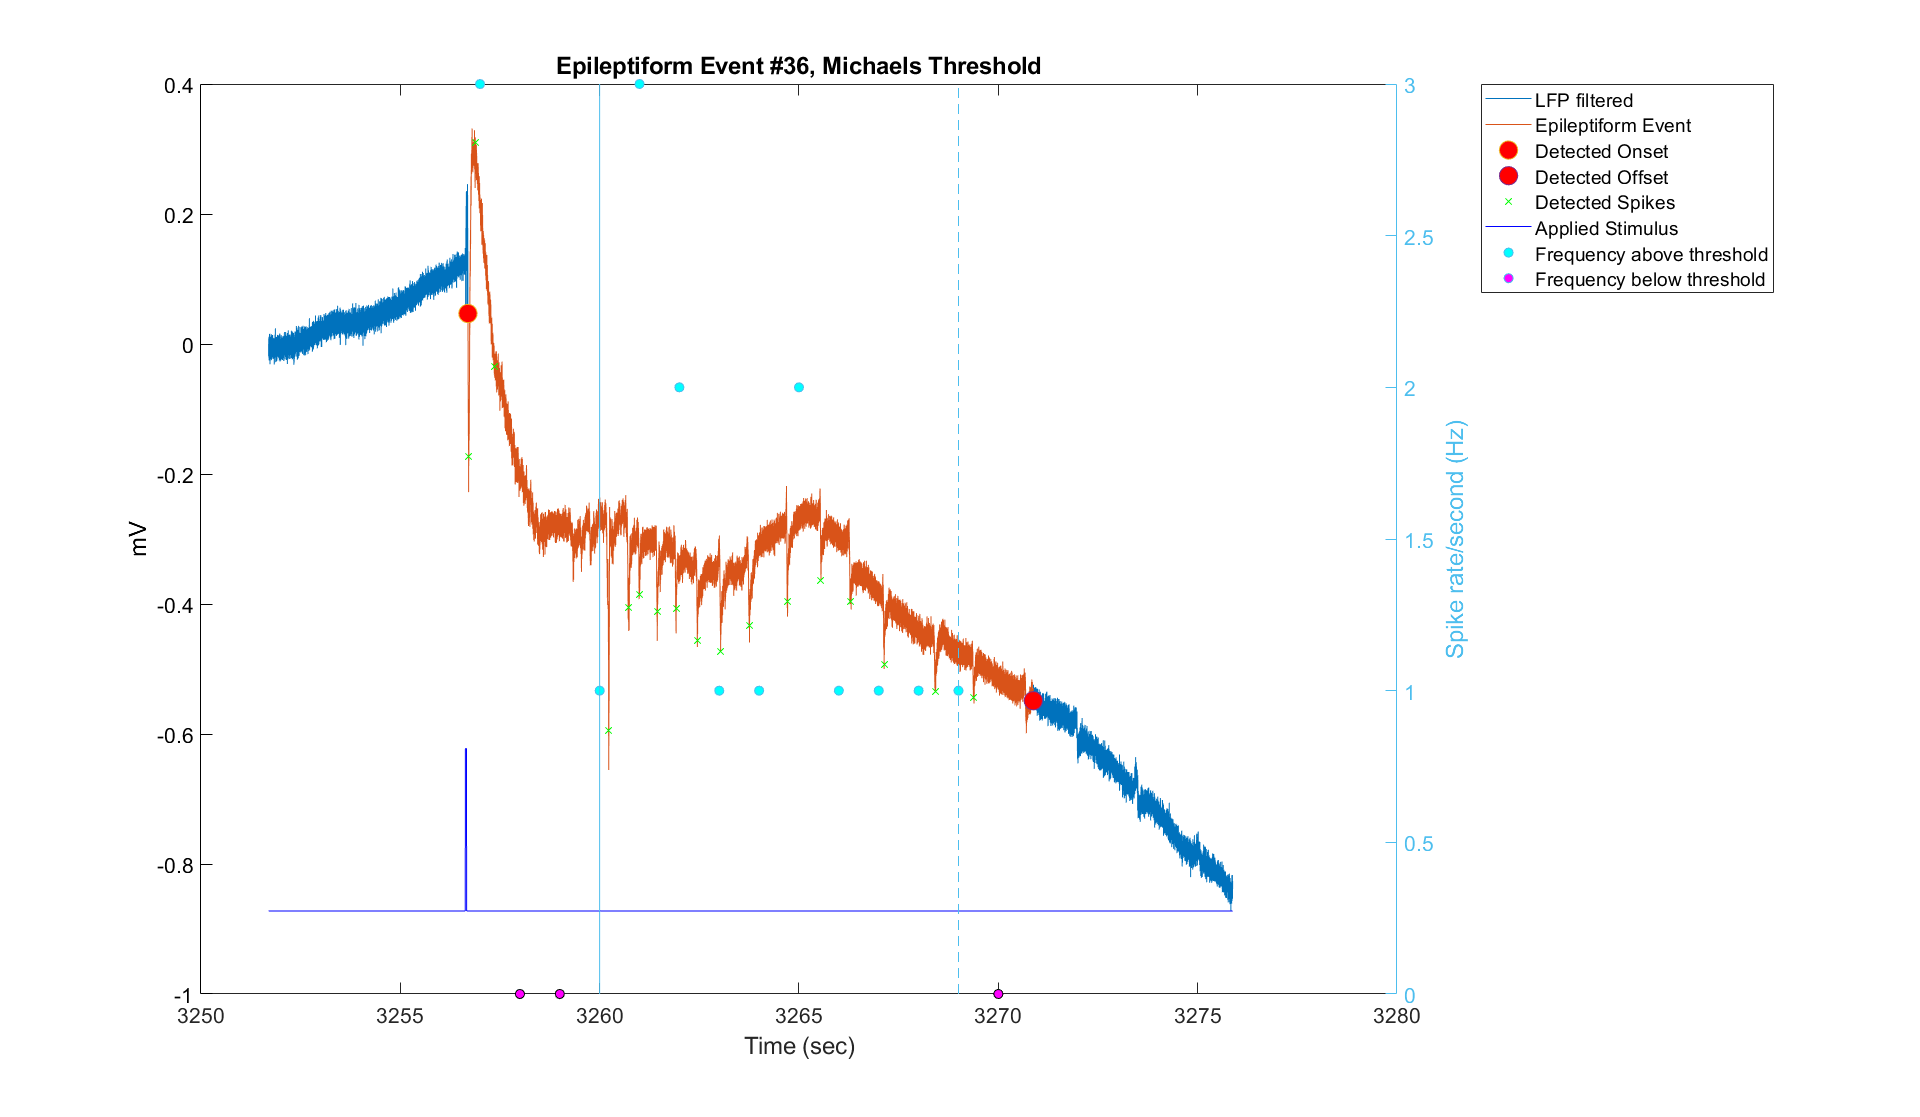 Epileptiform Event #36, Michaels Threshold
0.4
0.2
0
-0.2
-0.4
-0.6
-0.8
-1
mV
3250
3255
3260
3265
3270
3275
3280
Time (sec)
3
2.5
2
1.5
1
0.5
0
Spike rate/second (Hz)
LFP filtered
Epileptiform Event
Detected Onset
Detected Offset
Detected Spikes
Applied Stimulus
Frequency above threshold
Frequency below threshold